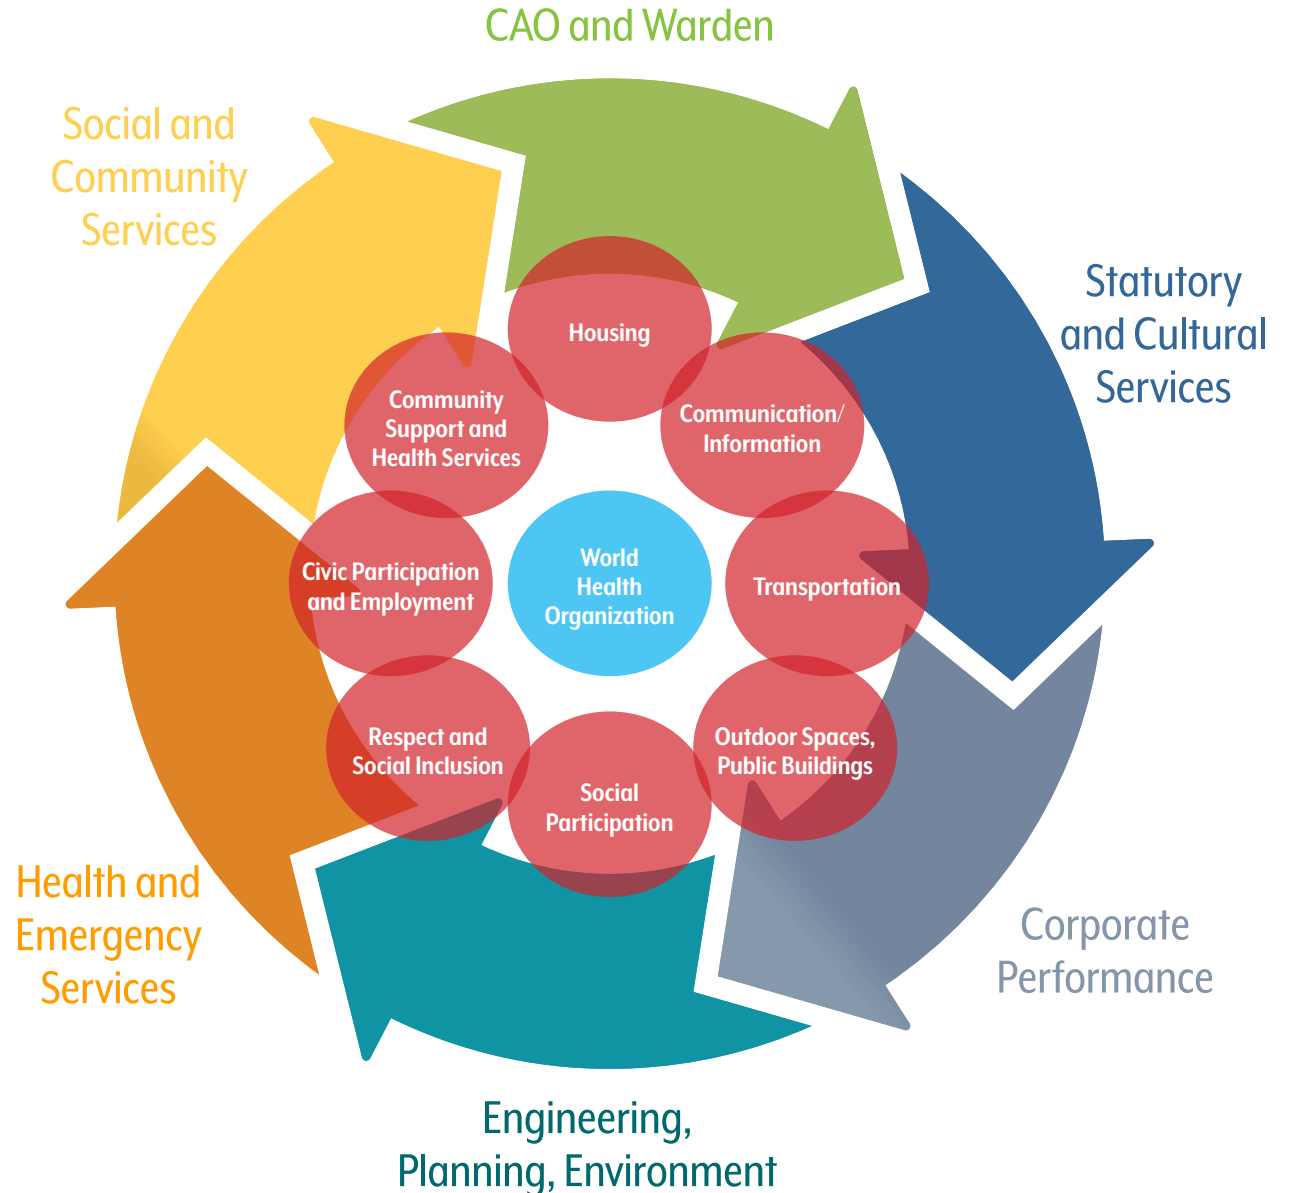 CAO and Warden
Social and
Community
Services
Statutory
and Cultural
Services
Housing
Community
Support and
Health Services
Communication/
Information
World
Health
Organization
Civic Participation
and Employment
Transportation
Respect and
Social Inclusion
Outdoor Spaces,
Public Buildings
Social
Participation
Health and
Emergency
Services
Corporate
Performance
Engineering,
Planning, Environment